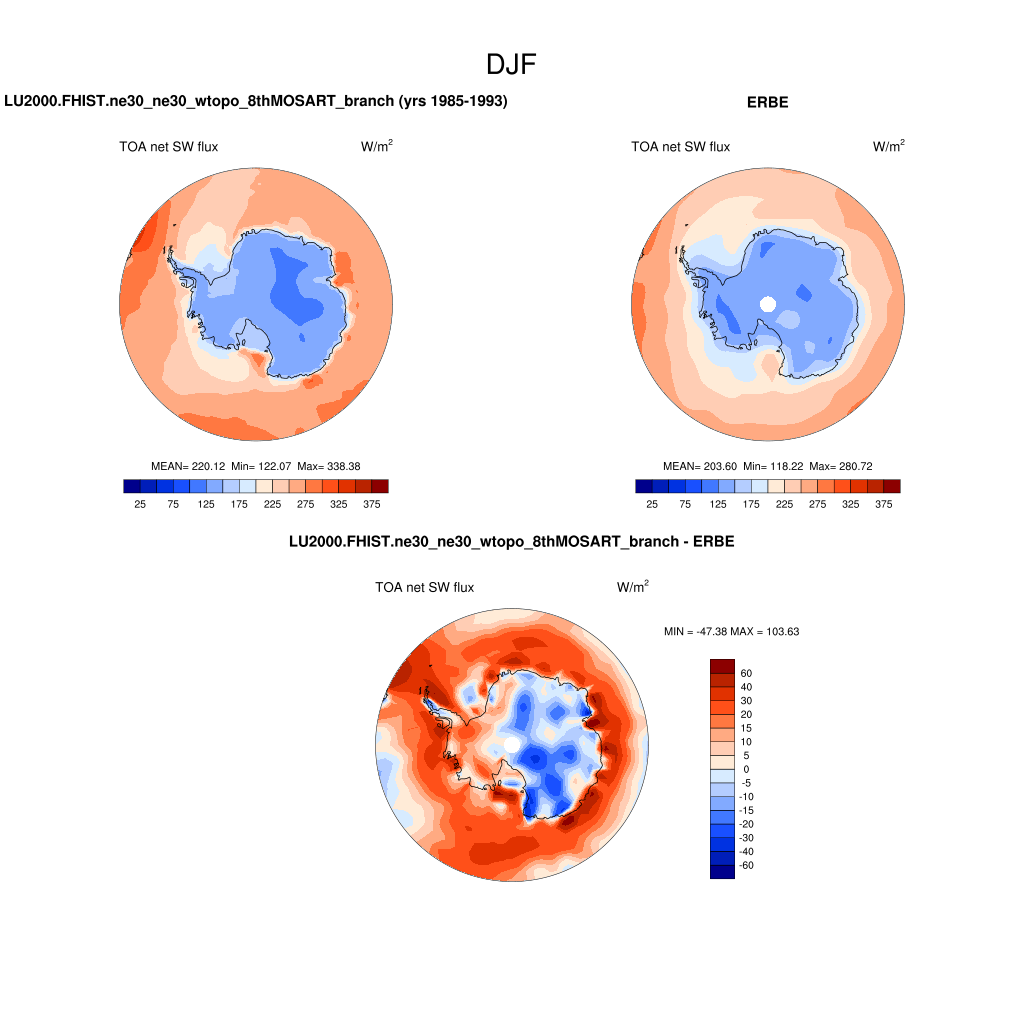 DJF
LU2000.FHIST.ne30_ne30_wtopo_8thMOSART_branch (yrs 1985-1993)
TOA net SW flux W/m²
MEAN= 220.12 Min= 122.07 Max= 338.38
25 75 125 175 225 275 325 375
ERBE
TOA net SW flux W/m²
MEAN= 203.60 Min= 118.22 Max= 280.72
25 75 125 175 225 275 325 375
LU2000.FHIST.ne30_ne30_wtopo_8thMOSART_branch - ERBE
TOA net SW flux W/m²
MIN = -47.38 MAX = 103.63
60
40
30
20
15
10
5
0
-5
-10
-15
-20
-30
-40
-60